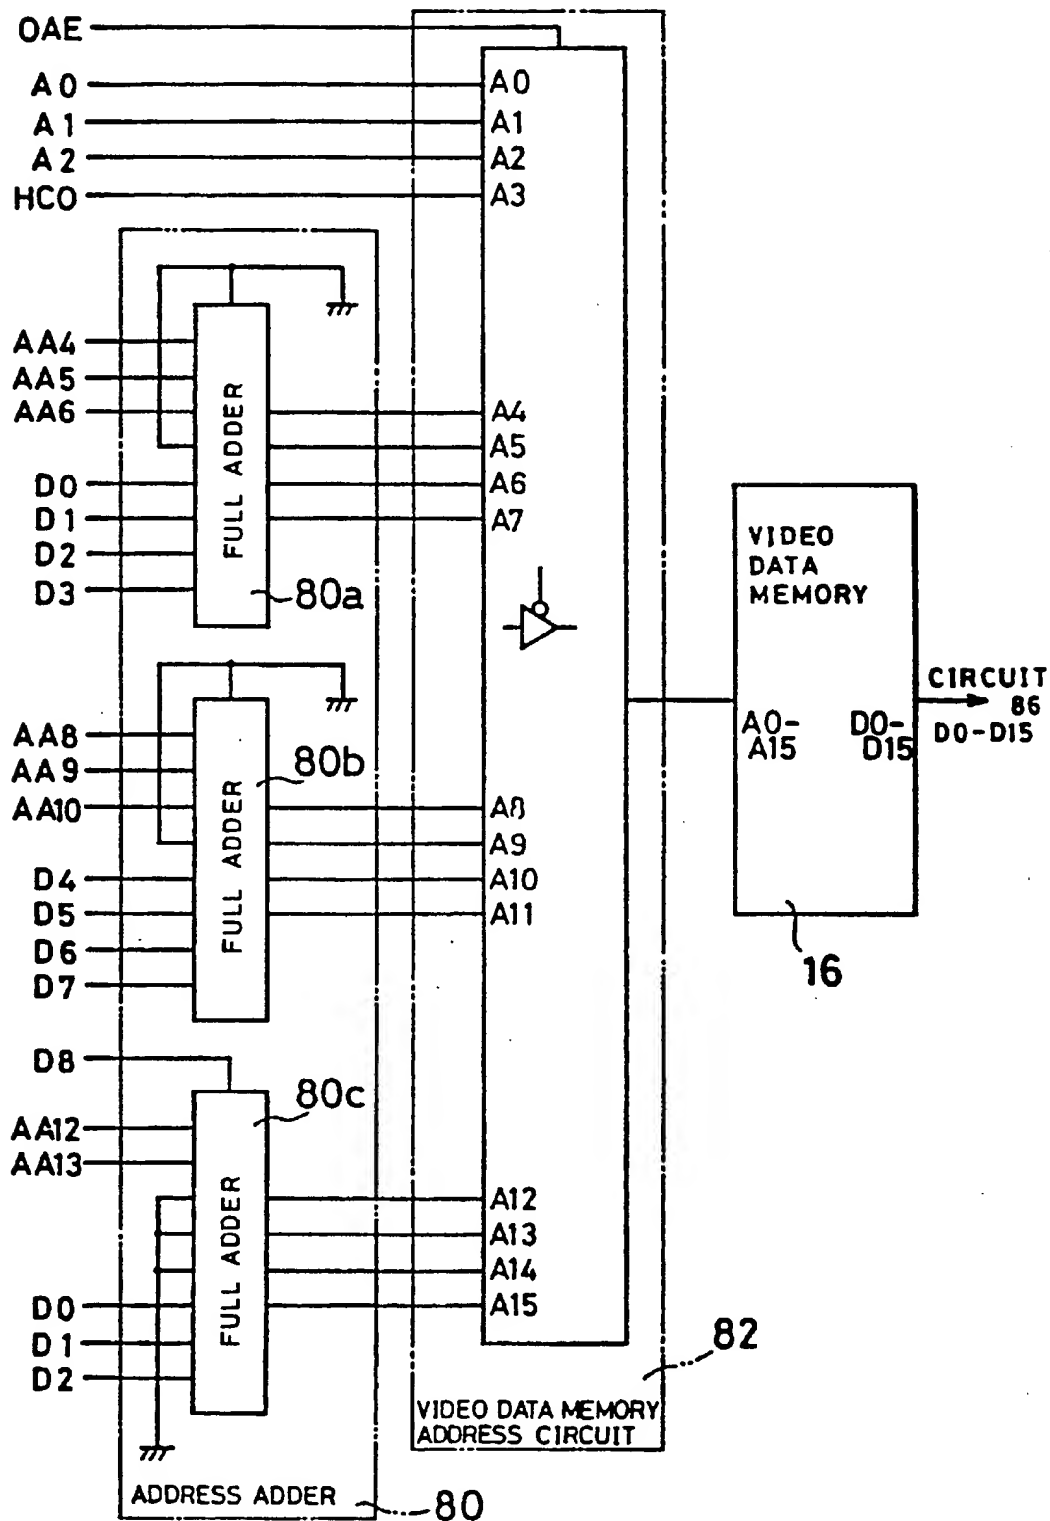 OAE
A0 A0
A1 A1
A2 A2
HC0 A3
AA4
AA5
AA6 A4
A5
D0 A6
D1 A7
D2
D3
FULL ADDER
80a
VIDEO
DATA
MEMORY
CIRCUIT
86
D0-D15
A0-
A15
D0-
D15
16
AA8
AA9
AA10 A8
A9
D4 A10
D5 A11
D6
D7
FULL ADDER
80b
D8
80c
AA12
AA13
A12
A13
A14
D0 A15
D1
D2
FULL ADDER
82
VIDEO DATA MEMORY
ADDRESS CIRCUIT
ADDRESS ADDER
80